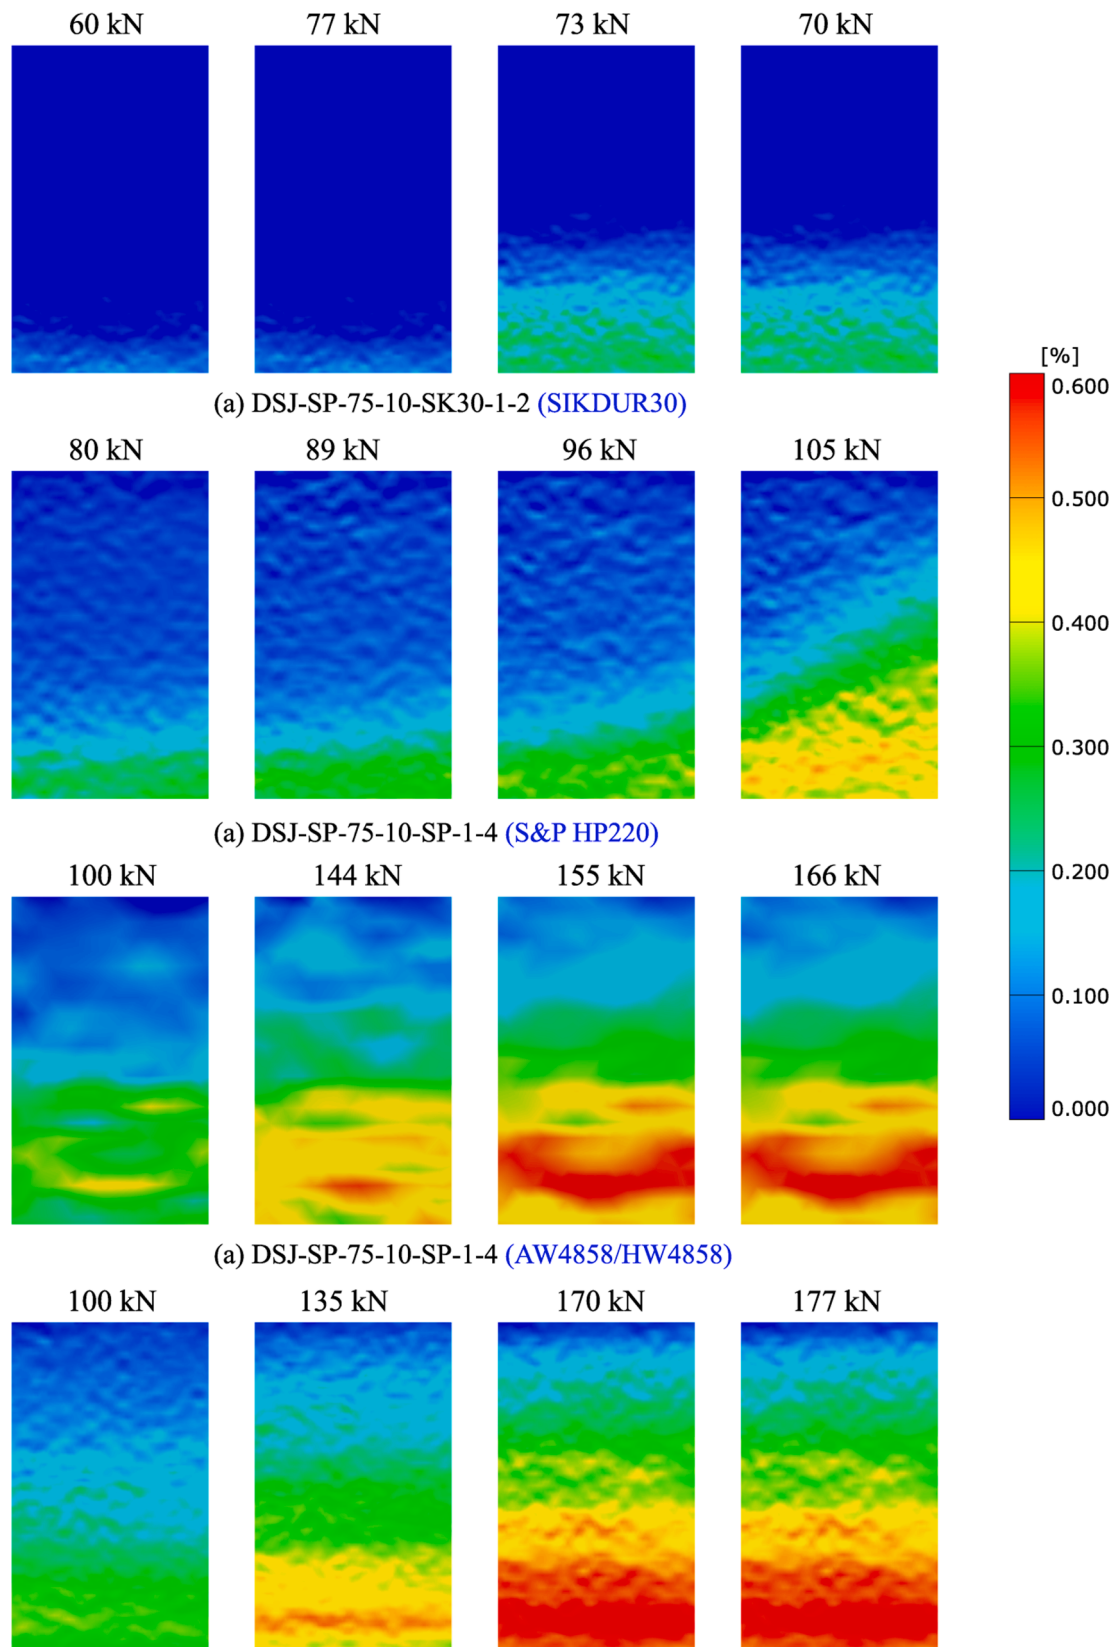 60 kN 77 kN 73 kN 70 kN
(a) DSJ-SP-75-10-SK30-1-2 (SIKDUR30)
80 kN 89 kN 96 kN 105 kN
(a) DSJ-SP-75-10-SP-1-4 (S&P HP220)
100 kN 144 kN 155 kN 166 kN
(a) DSJ-SP-75-10-SP-1-4 (AW4858/HW4858)
100 kN 135 kN 170 kN 177 kN
[%]
0.600
0.500
0.400
0.300
0.200
0.100
0.000